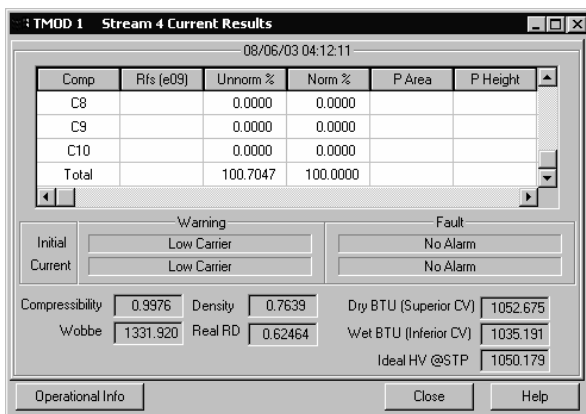 TMOD 1 Stream 4 Current Results
08/06/03 04:12:11
Comp Rfs (e09) Unnorm % Norm % P Area P Height
C8 0.0000 0.0000
C9 0.0000 0.0000
C10 0.0000 0.0000
Total 100.7047 100.0000
Warning Fault
Initial Low Carrier No Alarm
Current Low Carrier No Alarm
Compressibility 0.9976 Density 0.7639 Dry BTU (Superior CV) 1052.675
Wobbe 1331.920 Real RD 0.62464 Wet BTU (Inferior CV) 1035.191
Ideal HV @STP 1050.179
Operational Info Close Help